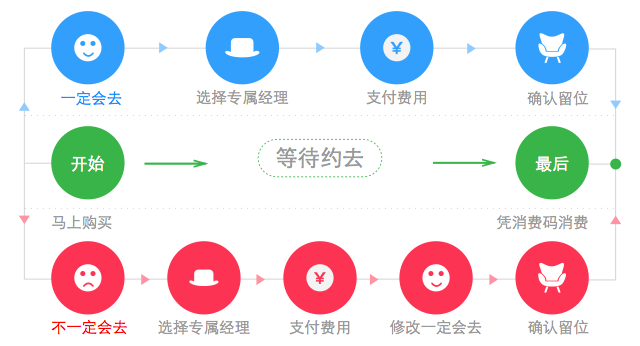 ¥
一定会去
选择专属经理
支付费用
确认留位
开始
等待约去
最后
马上购买
凭消费码消费
¥
不一定会去
选择专属经理
支付费用
修改一定会去
确认留位